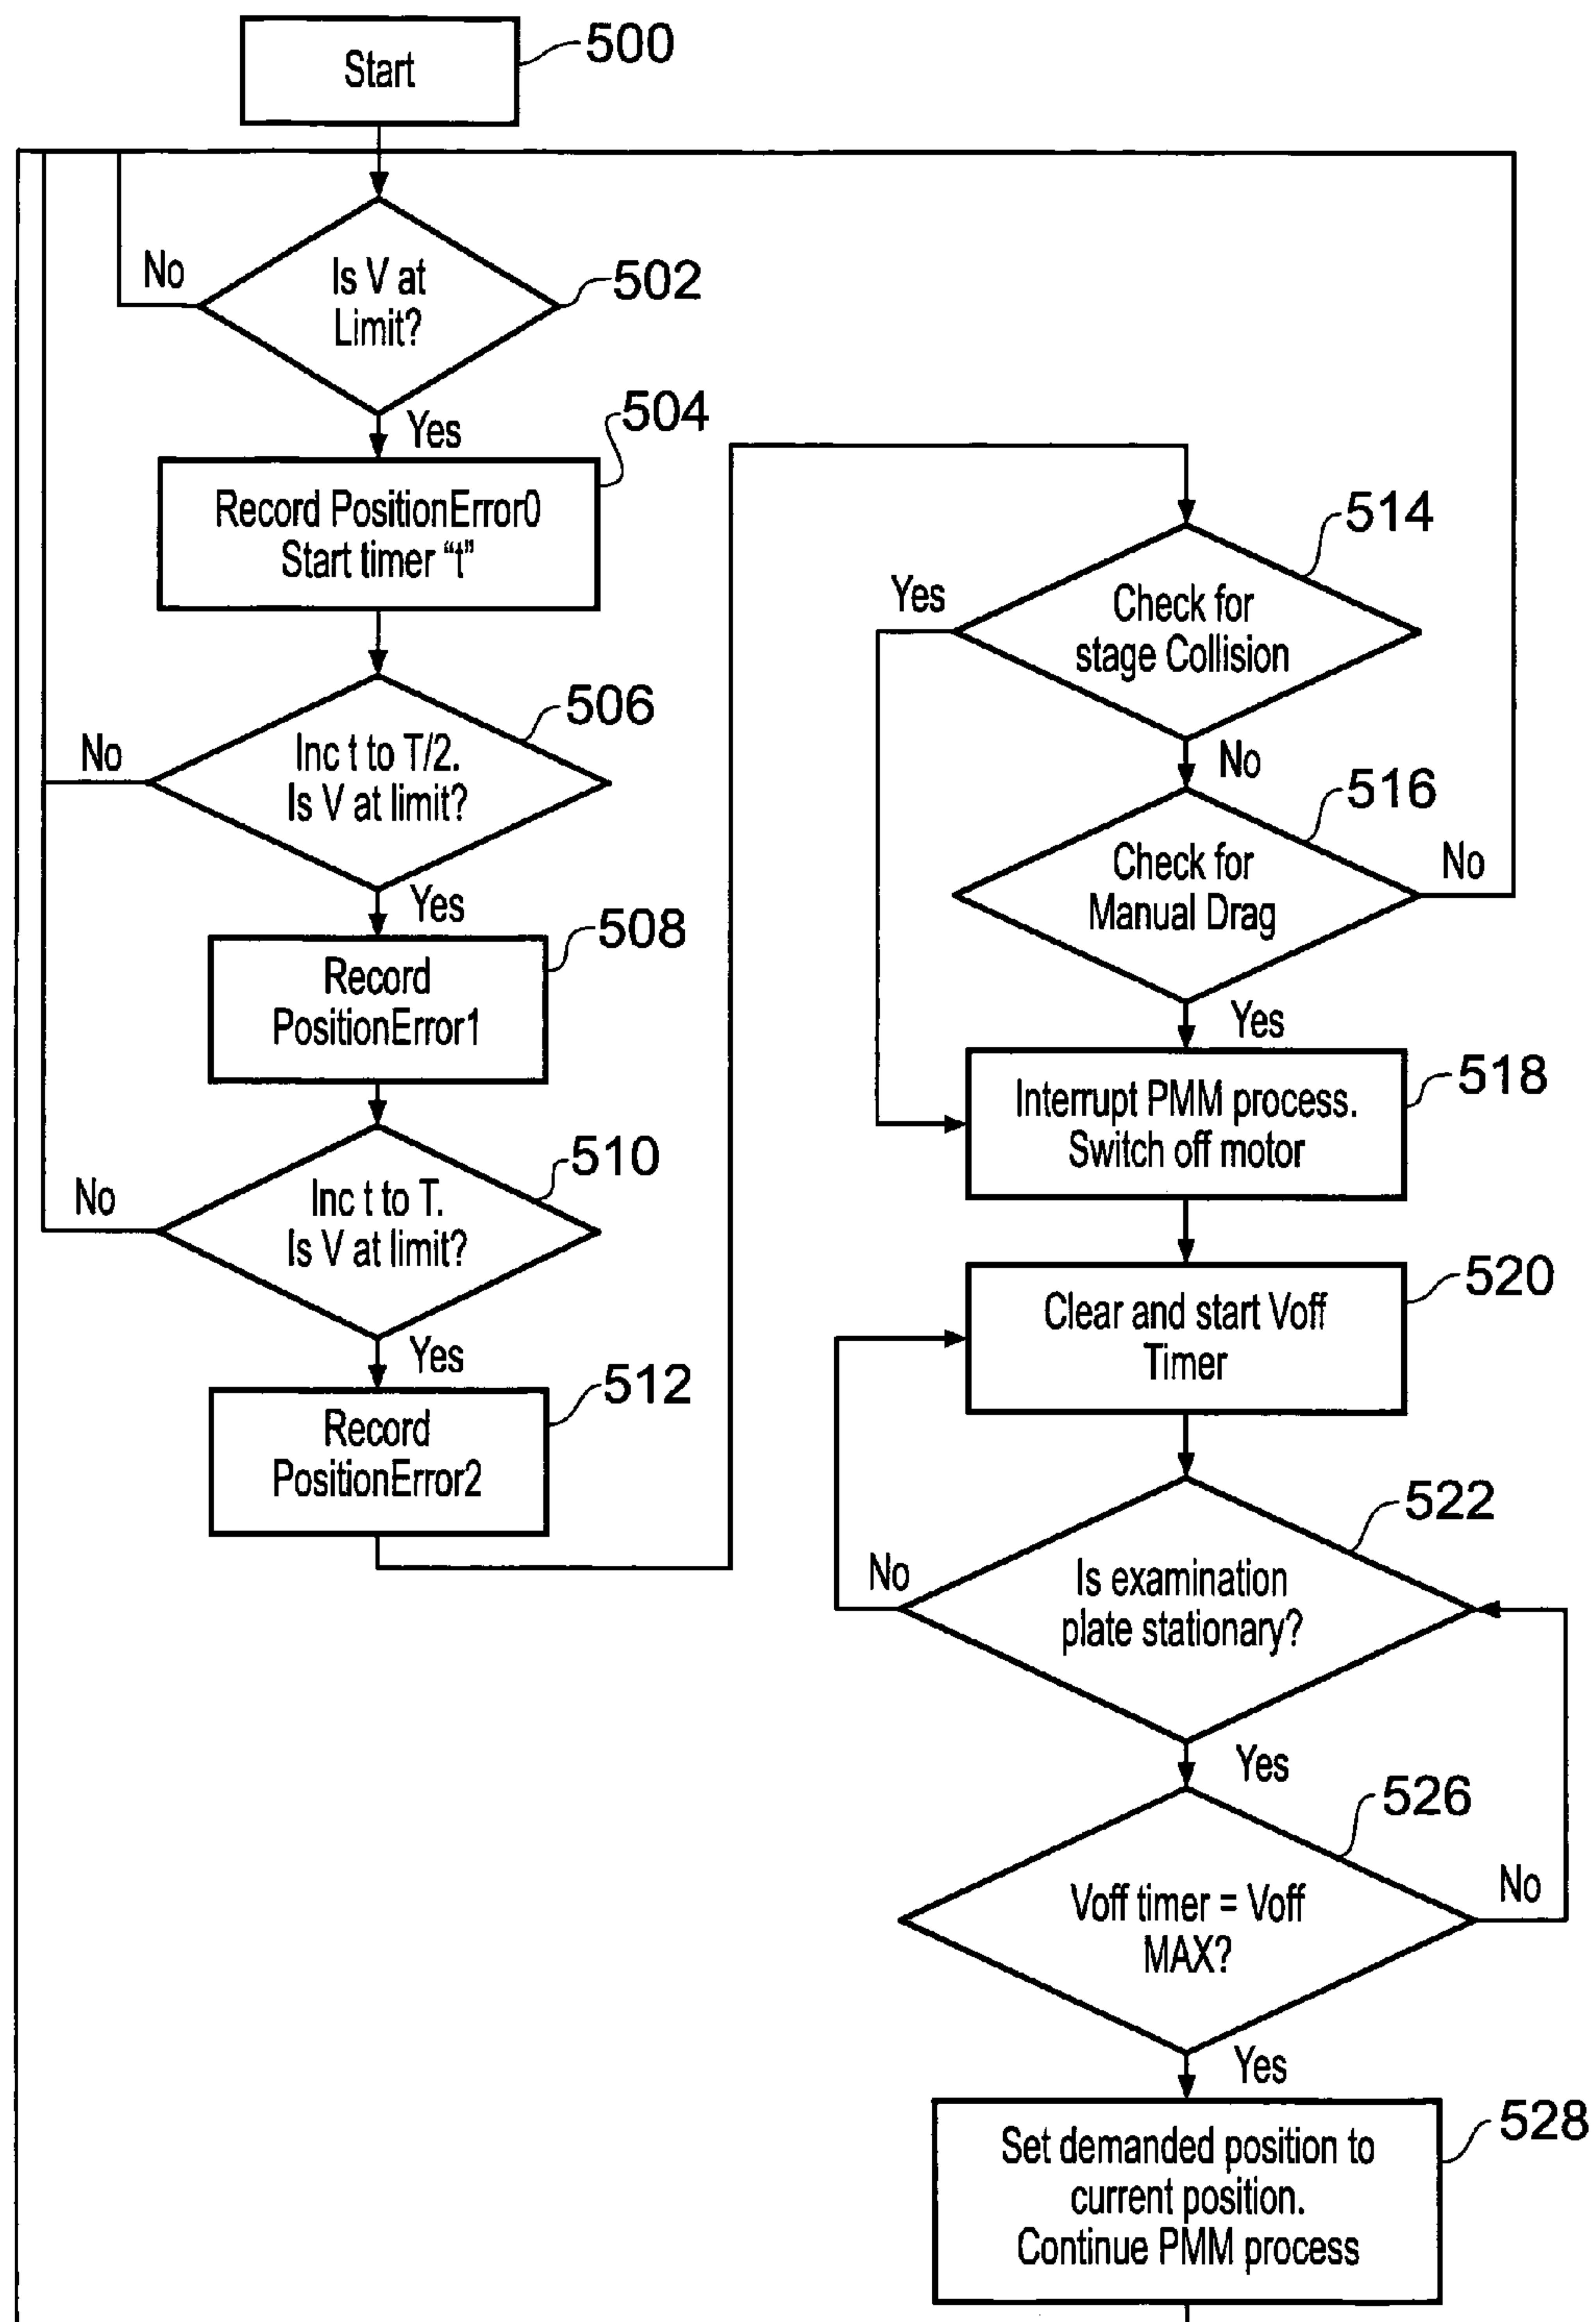 Start
500
Is V at
Limit?
502
No
Yes
Record PositionError0
Start timer “t”
504
Inc t to T/2.
Is V at limit?
506
No
Yes
Record
PositionError1
508
Inc t to T.
Is V at limit?
510
No
Yes
Record
PositionError2
512
Check for
stage Collision
514
Yes
No
Check for
Manual Drag
516
No
Yes
Interrupt PMM process.
Switch off motor
518
Clear and start Voff
Timer
520
Is examination
plate stationary?
522
No
Yes
Voff timer = Voff
MAX?
526
No
Yes
Set demanded position to
current position.
Continue PMM process
528